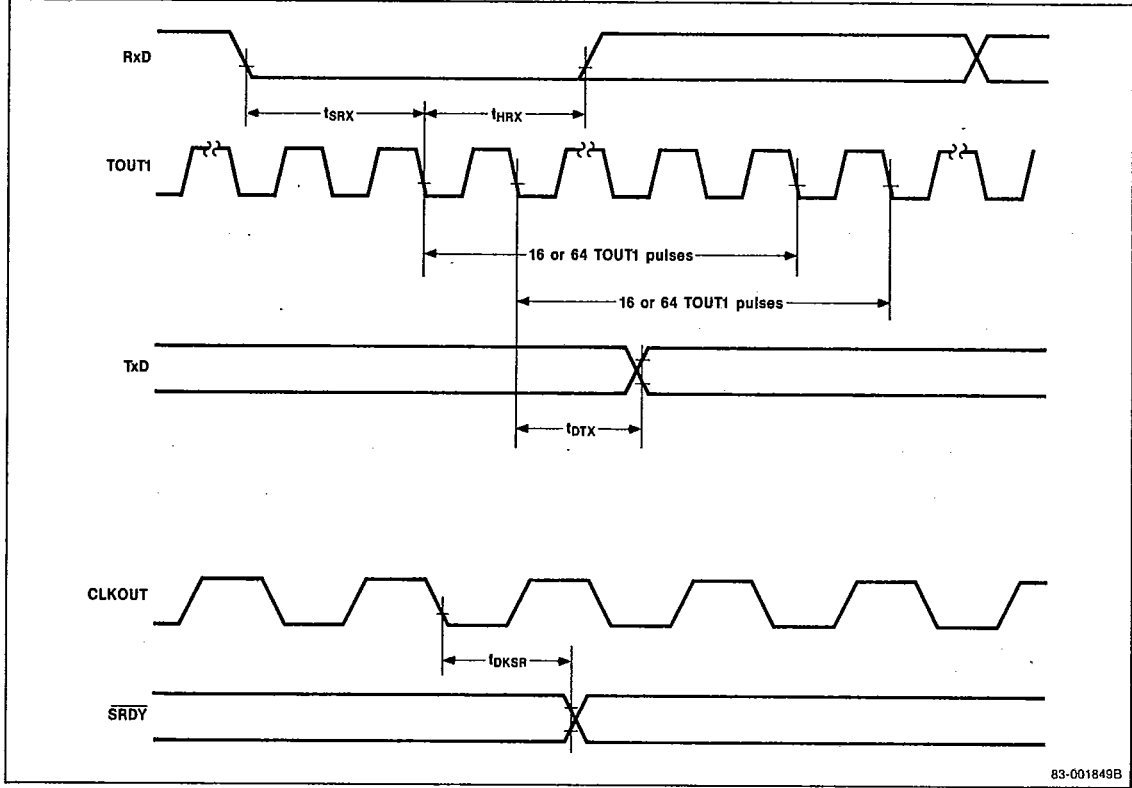 RxD
tSRX
tHRX
TOUT1
16 or 64 TOUT1 pulses
16 or 64 TOUT1 pulses
TxD
tDTX
CLKOUT
tDKSR
S̅R̅D̅Y̅
83-001849B